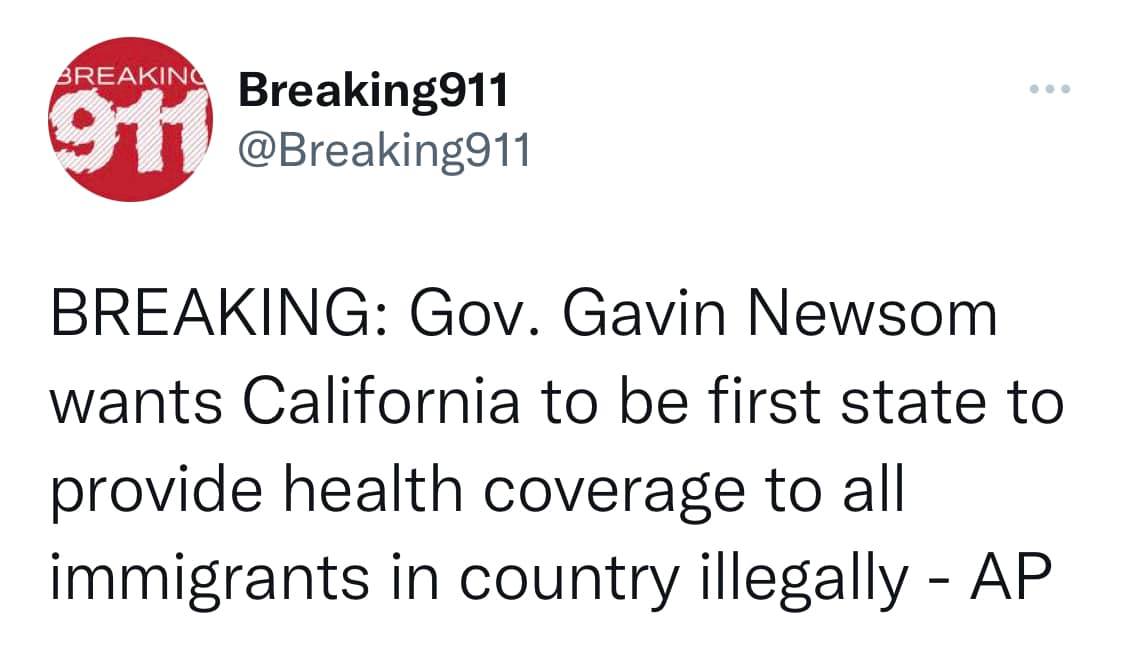 BREAKING
911
Breaking911
@Breaking911
BREAKING: Gov. Gavin Newsom
wants California to be first state to
provide health coverage to all
immigrants in country illegally - AP